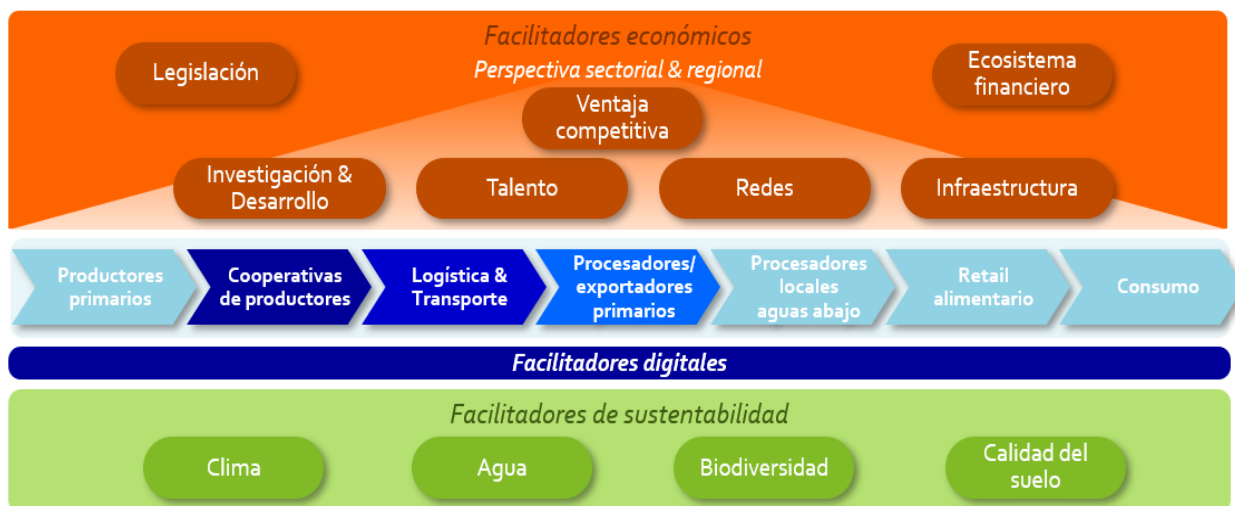 Facilitadores económicos
Perspectiva sectorial & regional
Legislación
Ecosistema
financiero
Ventaja
competitiva
Investigación &
Desarrollo
Talento
Redes
Infraestructura
Productores
primarios
Cooperativas
de productores
Logística &
Transporte
Procesadores/
exportadores
primarios
Procesadores
locales
aguas abajo
Retail
alimentario
Consumo
Facilitadores digitales
Facilitadores de sustentabilidad
Clima
Agua
Biodiversidad
Calidad del
suelo